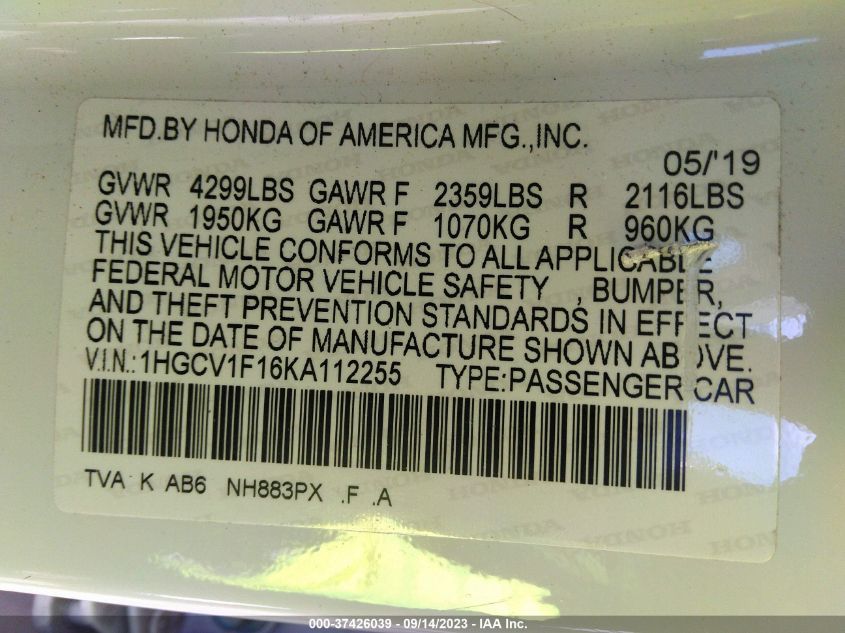 MFD.BY HONDA OF AMERICA MFG.,INC.
05/'19
GVWR 4299LBS GAWR F 2359LBS R 2116LBS
GVWR 1950KG GAWR F 1070KG R 960KG
THIS VEHICLE CONFORMS TO ALL APPLICABLE
FEDERAL MOTOR VEHICLE SAFETY , BUMPER,
AND THEFT PREVENTION STANDARDS IN EFFECT
ON THE DATE OF MANUFACTURE SHOWN ABOVE.
V.I.N.:1HGCV1F16KA112255 TYPE:PASSENGER CAR
TVA K AB6 NH883PX .F .A
000-37426039 - 09/14/2023 - IAA Inc.